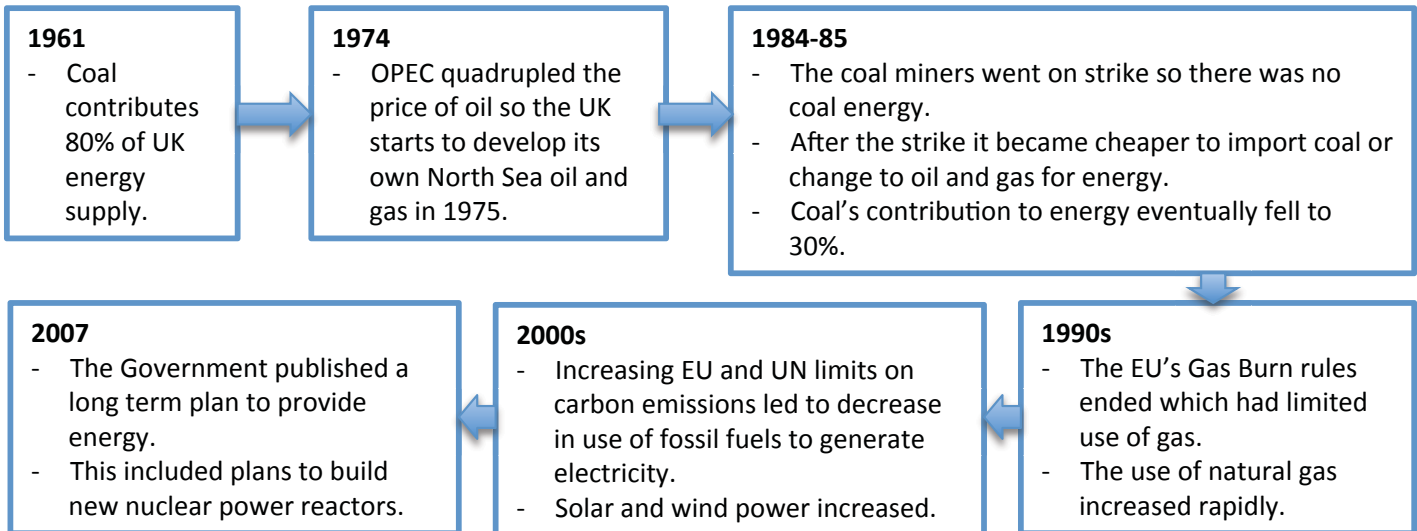 1961
- Coal
contributes
80% of UK
energy
supply.
1974
- OPEC quadrupled the
price of oil so the UK
starts to develop its
own North Sea oil and
gas in 1975.
1984-85
- The coal miners went on strike so there was no
coal energy.
- After the strike it became cheaper to import coal or
change to oil and gas for energy.
- Coal’s contribution to energy eventually fell to
30%.
1990s
- The EU’s Gas Burn rules
ended which had limited
use of gas.
- The use of natural gas
increased rapidly.
2000s
- Increasing EU and UN limits on
carbon emissions led to decrease
in use of fossil fuels to generate
electricity.
- Solar and wind power increased.
2007
- The Government published a
long term plan to provide
energy.
- This included plans to build
new nuclear power reactors.